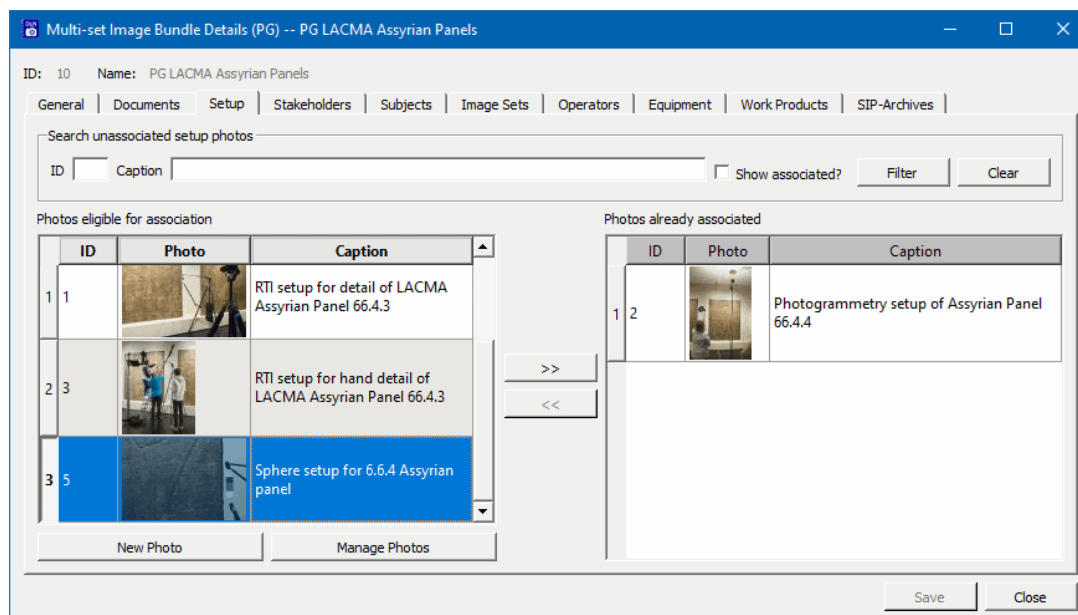 Multi-set Image Bundle Details (PG) -- PG LACMA Assyrian Panels
ID: 10 Name: PG LACMA Assyrian Panels
General Documents Setup Stakeholders Subjects Image Sets Operators Equipment Work Products SIP-Archives
Search unassociated setup photos
ID Caption Show associated? Filter Clear
Photos eligible for association
ID Photo Caption
1 1 RTI setup for detail of LACMA
Assyrian Panel 66.4.3
2 3 RTI setup for hand detail of
LACMA Assyrian Panel 66.4.3
3 5 Sphere setup for 6.6.4 Assyrian
panel
New Photo Manage Photos
>>
<<
Photos already associated
ID Photo Caption
1 2 Photogrammetry setup of Assyrian Panel
66.4.4
Save Close